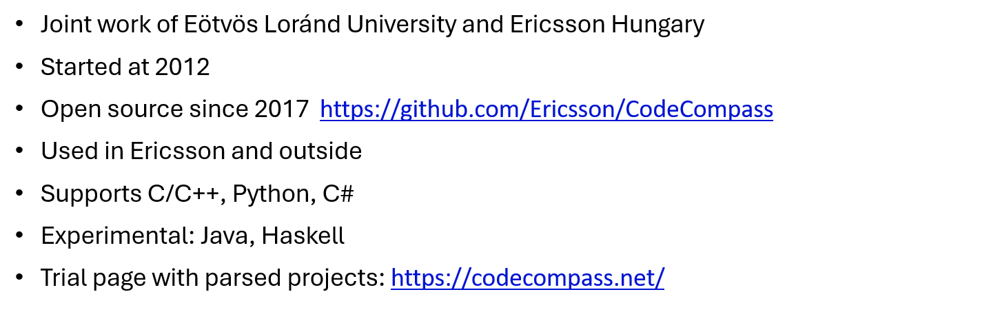 • Joint work of Eötvös Loránd University and Ericsson Hungary
• Started at 2012
• Open source since 2017 https://github.com/Ericsson/CodeCompass
• Used in Ericsson and outside
• Supports C/C++, Python, C#
• Experimental: Java, Haskell
• Trial page with parsed projects: https://codecompass.net/